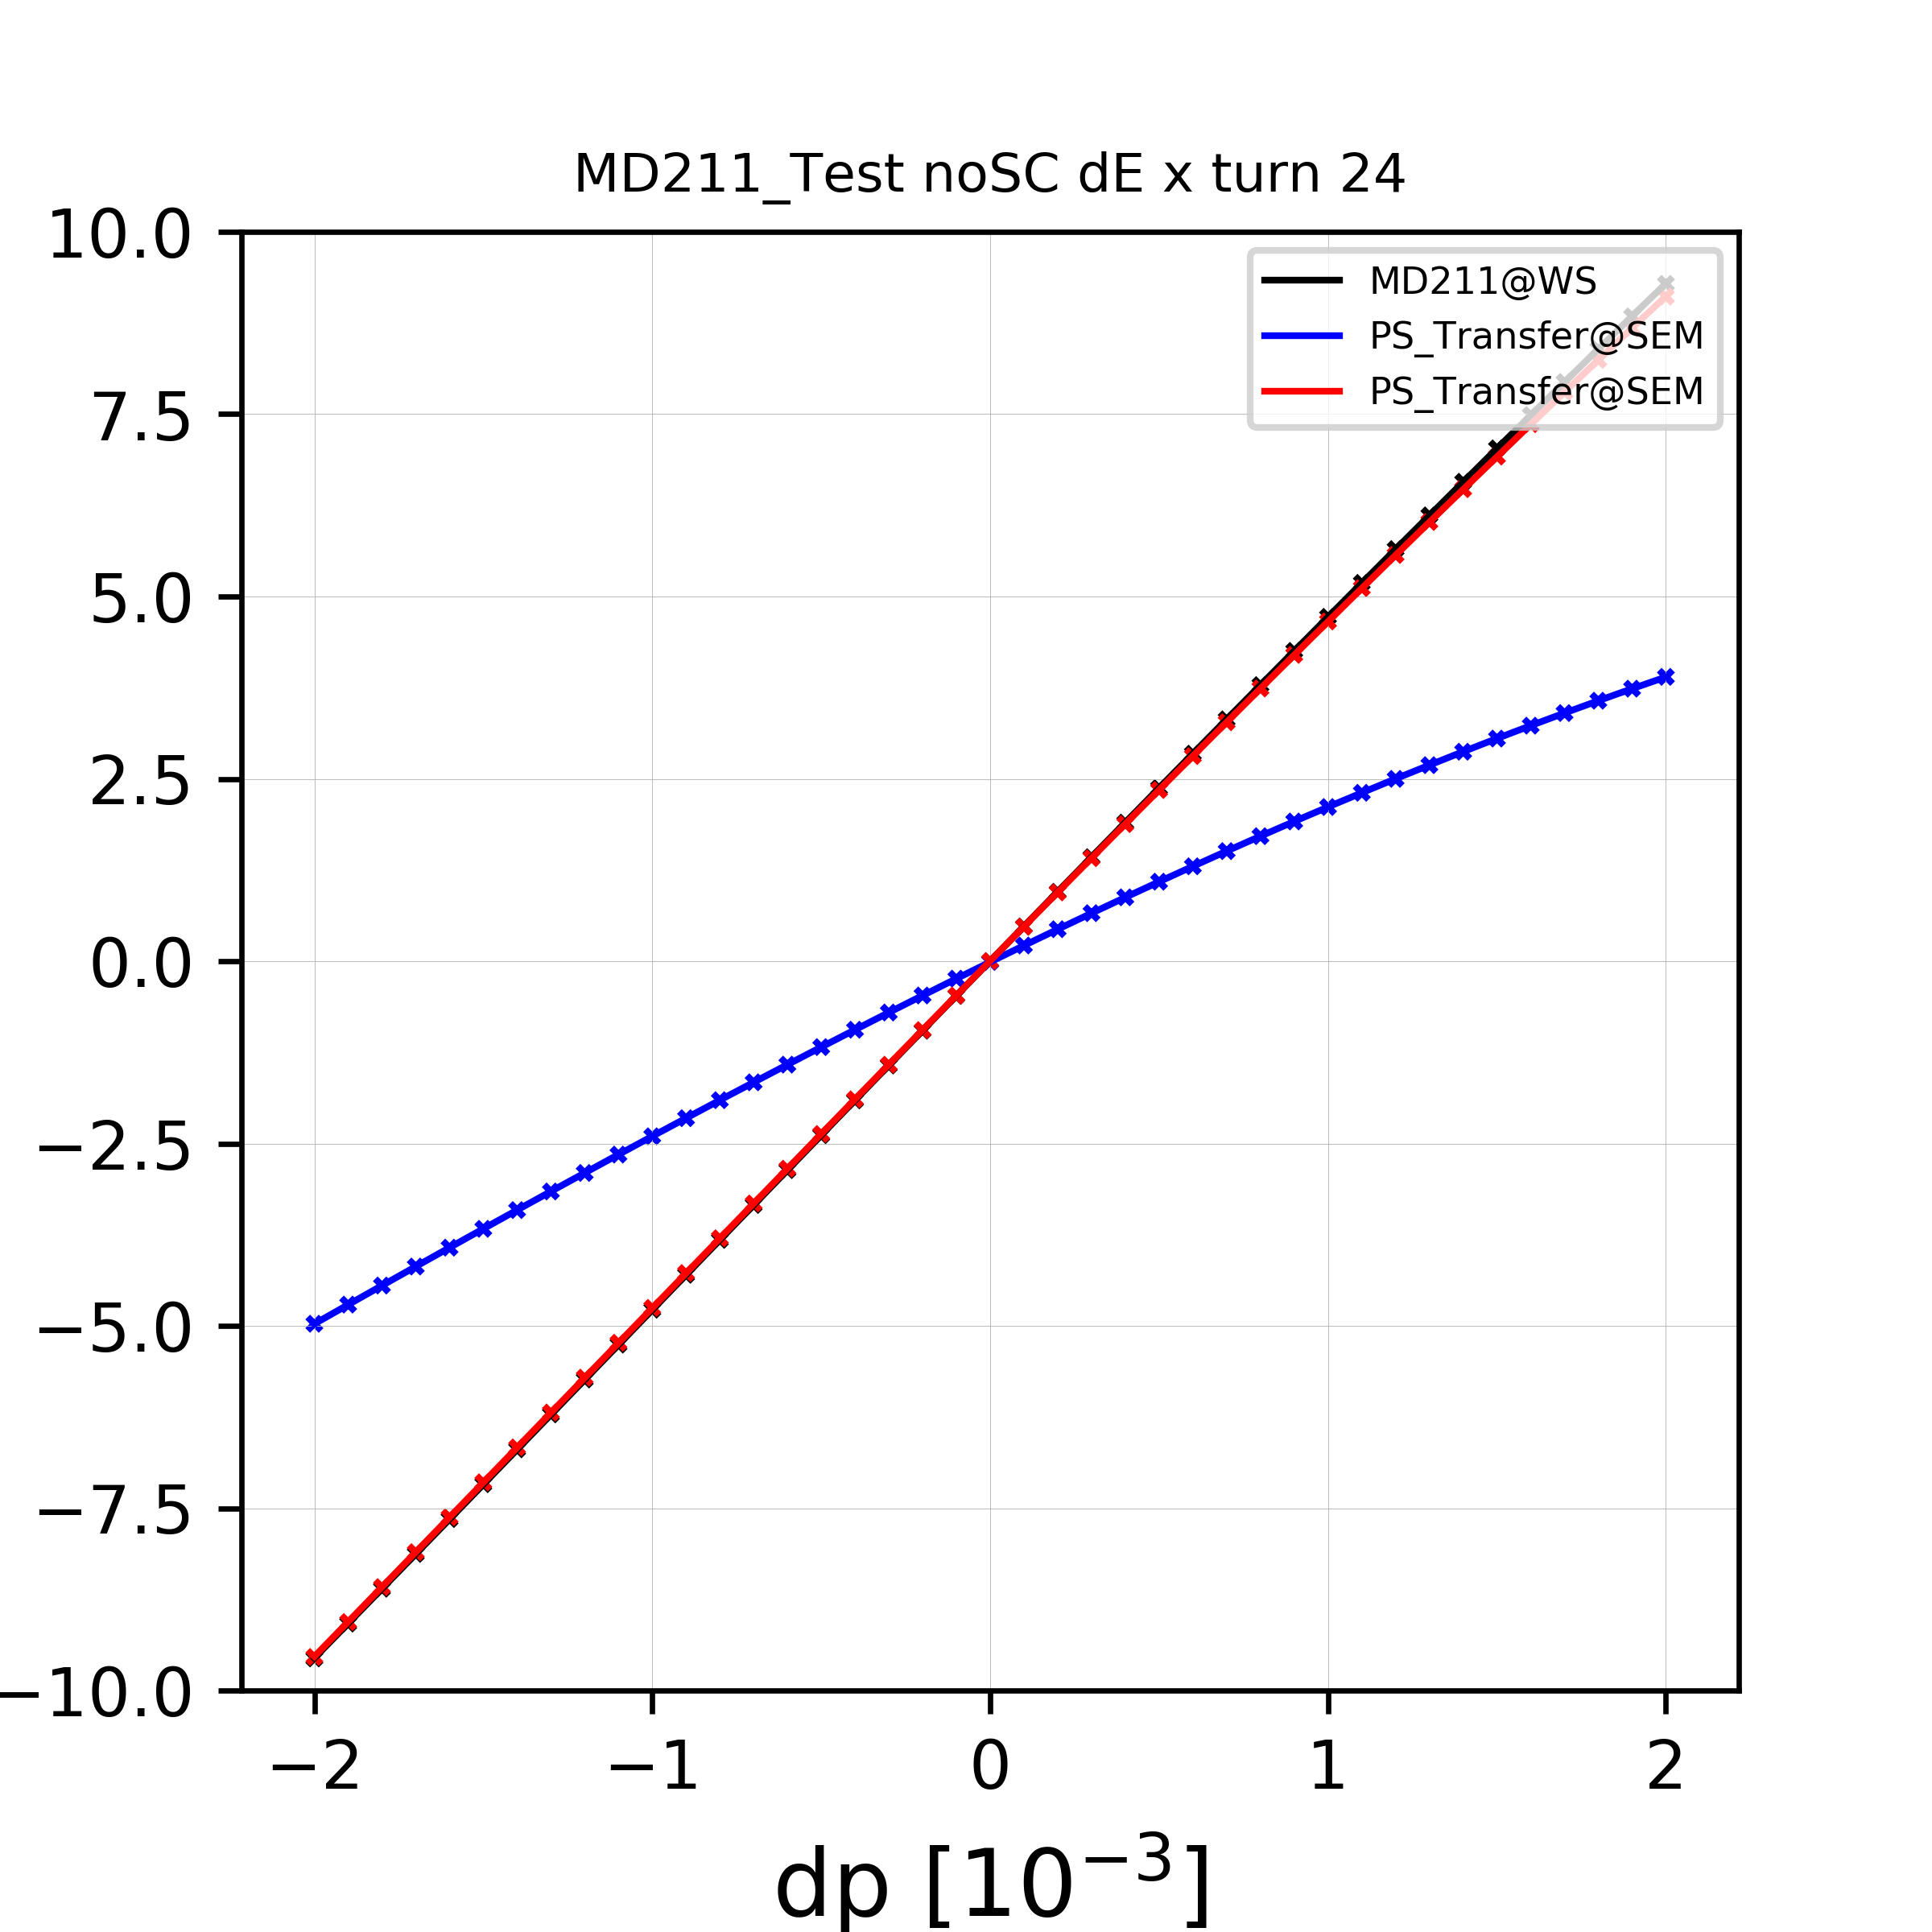 MD211_Test noSC dE x turn 24
10.0
7.5
5.0
2.5
0.0
−2.5
−5.0
−7.5
−10.0
MD211@WS
PS_Transfer@SEM
PS_Transfer@SEM
−2 −1 0 1 2
dp [10⁻³]